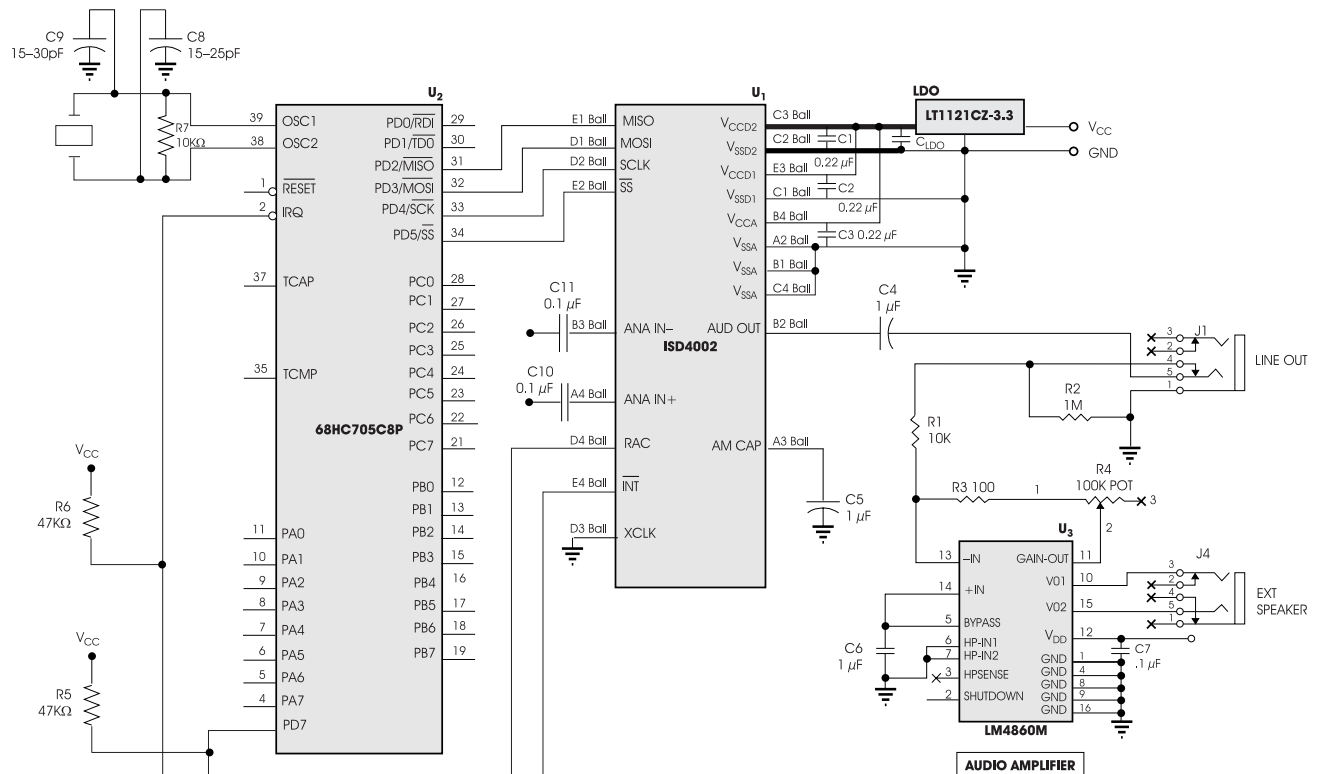 C9
15–30pF
C8
15–25pF
R7
10KΩ
U2
39 OSC1
38 OSC2
1 RESET
2 IRQ
37 TCAP
35 TCMP
68HC705C8P
11 PA0
10 PA1
9 PA2
8 PA3
7 PA4
6 PA5
5 PA6
4 PA7
PD7
PD0/RDI 29
PD1/TD0 30
PD2/MISO 31
PD3/MOSI 32
PD4/SCK 33
PD5/SS 34
PC0 28
PC1 27
PC2 26
PC3 25
PC4 24
PC5 23
PC6 22
PC7 21
PB0 12
PB1 13
PB2 14
PB3 15
PB4 16
PB5 17
PB6 18
PB7 19
VCC
R6
47KΩ
VCC
R5
47KΩ
U1
E1 Ball MISO
D1 Ball MOSI
D2 Ball SCLK
E2 Ball SS
C11
0.1 µF
B3 Ball ANA IN–
C10
0.1 µF
A4 Ball ANA IN+
D4 Ball RAC
E4 Ball INT
D3 Ball XCLK
ISD4002
VCCD2 C3 Ball
VSSD2 C2 Ball
VCCD1 E3 Ball
VSSD1 C1 Ball
VCCA B4 Ball
VSSA A2 Ball
VSSA B1 Ball
VSSA C4 Ball
AUD OUT B2 Ball
AM CAP A3 Ball
C1
0.22 µF
C2
0.22 µF
C3 0.22 µF
CLDO
LDO
LT1121CZ-3.3
VCC
GND
C4
1 µF
C5
1 µF
J1
3
2
4
5
1
LINE OUT
R2
1M
R1
10K
R3 100
1
R4
100K POT
3
2
U3
13 –IN
14 +IN
5 BYPASS
6 HP-IN1
7 HP-IN2
3 HPSENSE
2 SHUTDOWN
GAIN-OUT 11
V01 10
V02 15
VDD 12
GND 1
GND 4
GND 8
GND 9
GND 16
LM4860M
C6
1 µF
C7
.1 µF
J4
3
2
4
5
1
EXT
SPEAKER
AUDIO AMPLIFIER